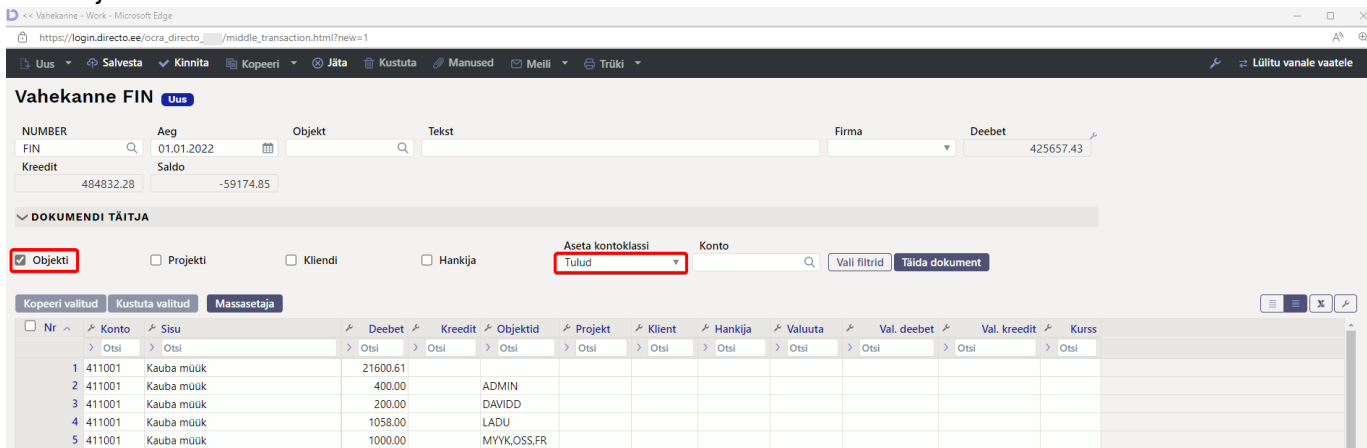 << Vahekanne - Work - Microsoft Edge
https://login.directo.ee/ocra_directo_ /middle_transaction.html?new=1
Uus Salvesta Kinnita Kopeeri Jäta Kustuta Manused Meili Trüki Lülitu vanale vaatele
Vahekanne FIN Uus
NUMBER Aeg Objekt Tekst Firma Deebet
FIN 01.01.2022 425657.43
Kreedit Saldo
484832.28 -59174.85
DOKUMENDI TÄITJA
Aseta kontoklassi Konto
Objekti Projekti Kliendi Hankija Tulud Vali filtrid Täida dokument
Kopeeri valitud Kustuta valitud Massasetaja
Nr Konto Sisu Deebet Kreedit Objektid Projekt Klient Hankija Valuuta Val. deebet Val. kreedit Kurss
Otsi Otsi Otsi Otsi Otsi Otsi Otsi Otsi Otsi Otsi Otsi Otsi
1 411001 Kauba müük 21600.61
2 411001 Kauba müük 400.00 ADMIN
3 411001 Kauba müük 200.00 DAVIDD
4 411001 Kauba müük 1058.00 LADU
5 411001 Kauba müük 1000.00 MYYK,OSS,FR